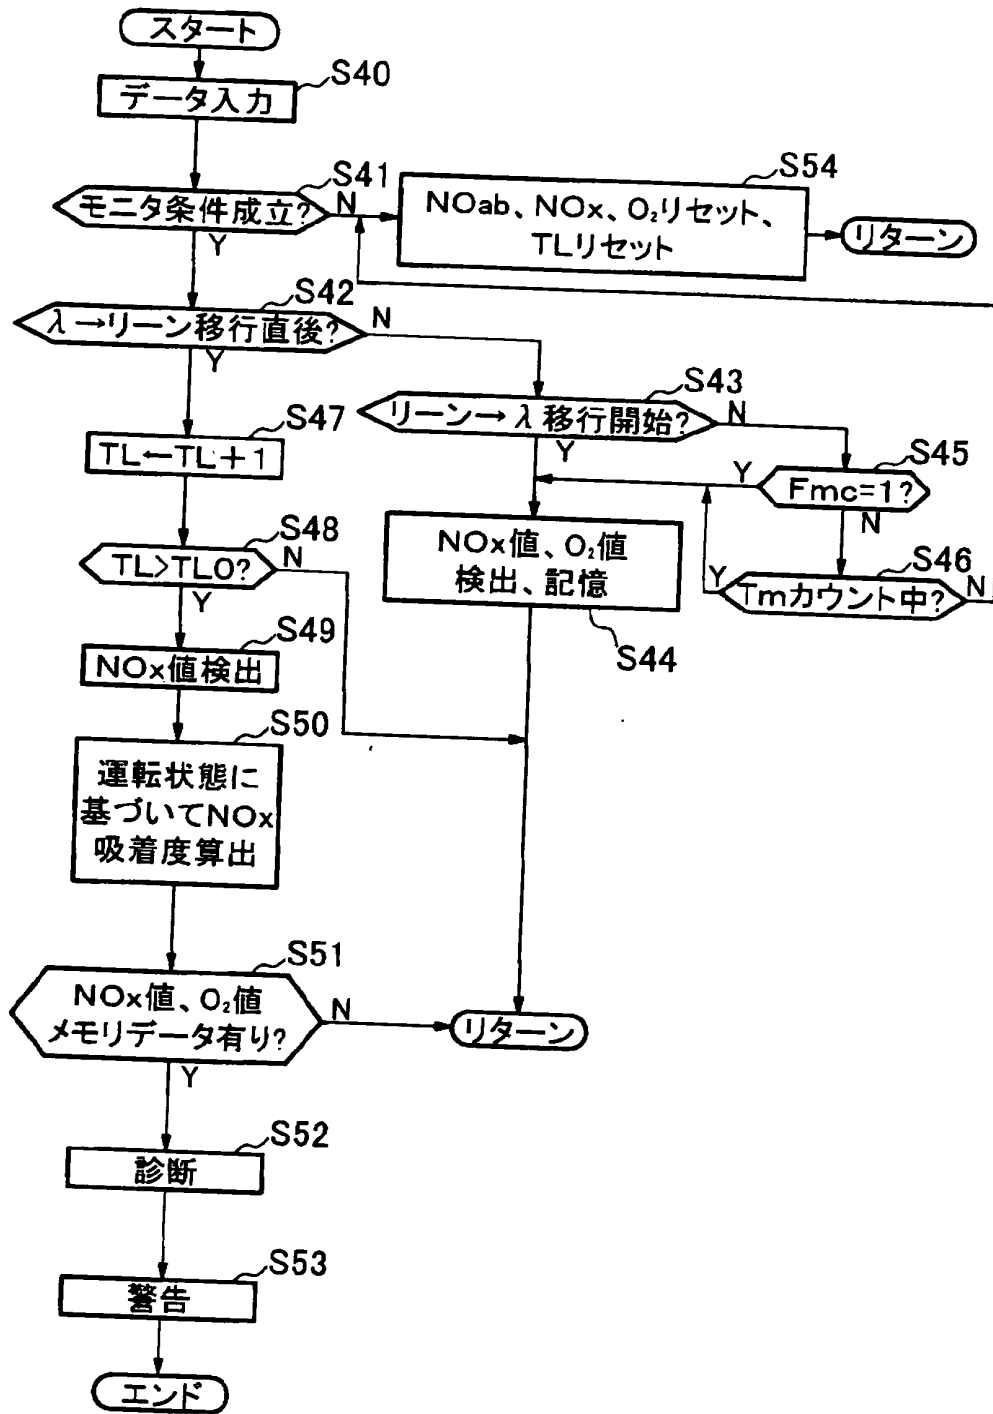 スタート
S40
データ入力
S41
モニタ条件成立?
N
Y
S54
NOab、NOx、O₂リセット、
TLリセット
リターン
S42
λ→リーン移行直後?
N
Y
S43
リーン→λ移行開始?
N
Y
S45
Fmc=1?
Y
N
S46
Tmカウント中?
Y
N
S47
TL←TL+1
S48
TL>TL0?
N
Y
NOx値、O₂値
検出、記憶
S44
S49
NOx値検出
S50
運転状態に
基づいてNOx
吸着度算出
S51
NOx値、O₂値
メモリデータ有り?
N
Y
リターン
S52
診断
S53
警告
エンド